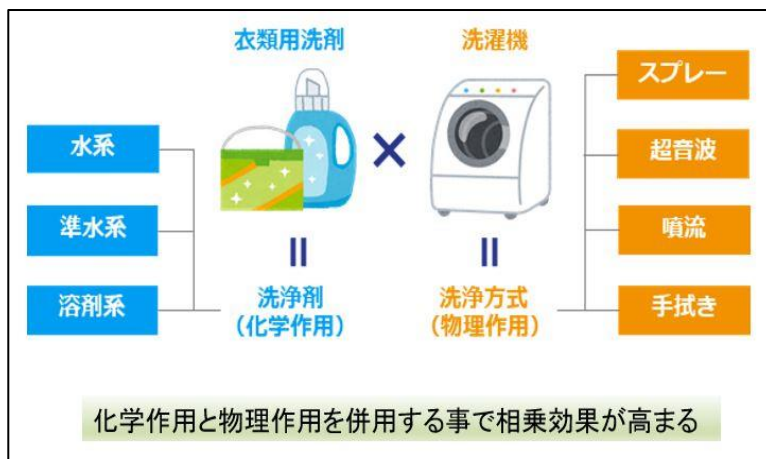 衣類用洗剤
洗濯機
×
水系
準水系
溶剤系
=
洗浄剤
(化学作用)
=
洗浄方式
(物理作用)
スプレー
超音波
噴流
手拭き
化学作用と物理作用を併用する事で相乗効果が高まる